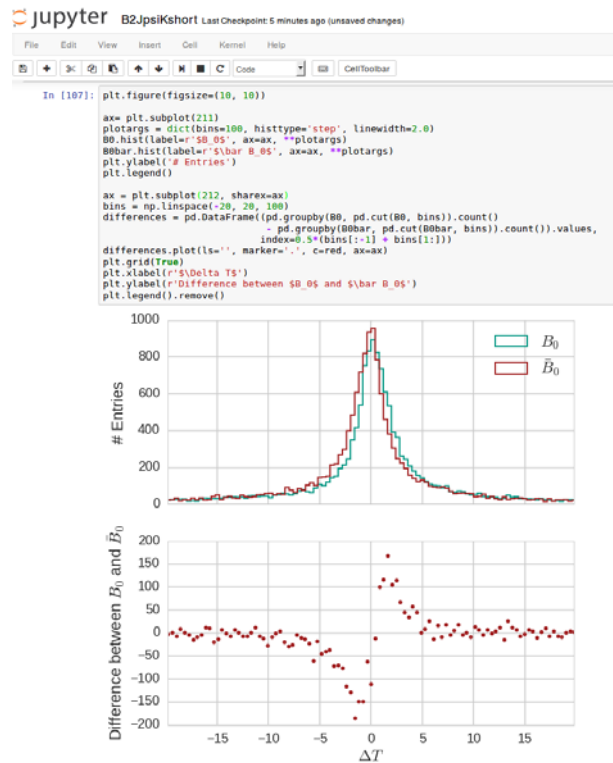 jupyter B2JpsiKshort Last Checkpoint: 5 minutes ago (unsaved changes)
File Edit View Insert Cell Kernel Help
Code CellToolbar
In [107]: plt.figure(figsize=(10, 10))
ax= plt.subplot(211)
plotargs = dict(bins=100, histtype='step', linewidth=2.0)
B0.hist(label=r'$B_0$', ax=ax, **plotargs)
B0bar.hist(label=r'$\bar B_0$', ax=ax, **plotargs)
plt.ylabel('# Entries')
plt.legend()
ax = plt.subplot(212, sharex=ax)
bins = np.linspace(-20, 20, 100)
differences = pd.DataFrame((pd.groupby(B0, pd.cut(B0, bins)).count()
- pd.groupby(B0bar, pd.cut(B0bar, bins)).count()).values,
index=0.5*(bins[:-1] + bins[1:]))
differences.plot(ls='', marker='.', c=red, ax=ax)
plt.grid(True)
plt.xlabel(r'$\Delta T$')
plt.ylabel(r'Difference between $B_0$ and $\bar B_0$')
plt.legend().remove()
1000
800
600
400
200
0
# Entries
B₀
B̄₀
200
150
100
50
0
−50
−100
−150
−200
Difference between B₀ and B̄₀
−15 −10 −5 0 5 10 15
ΔT